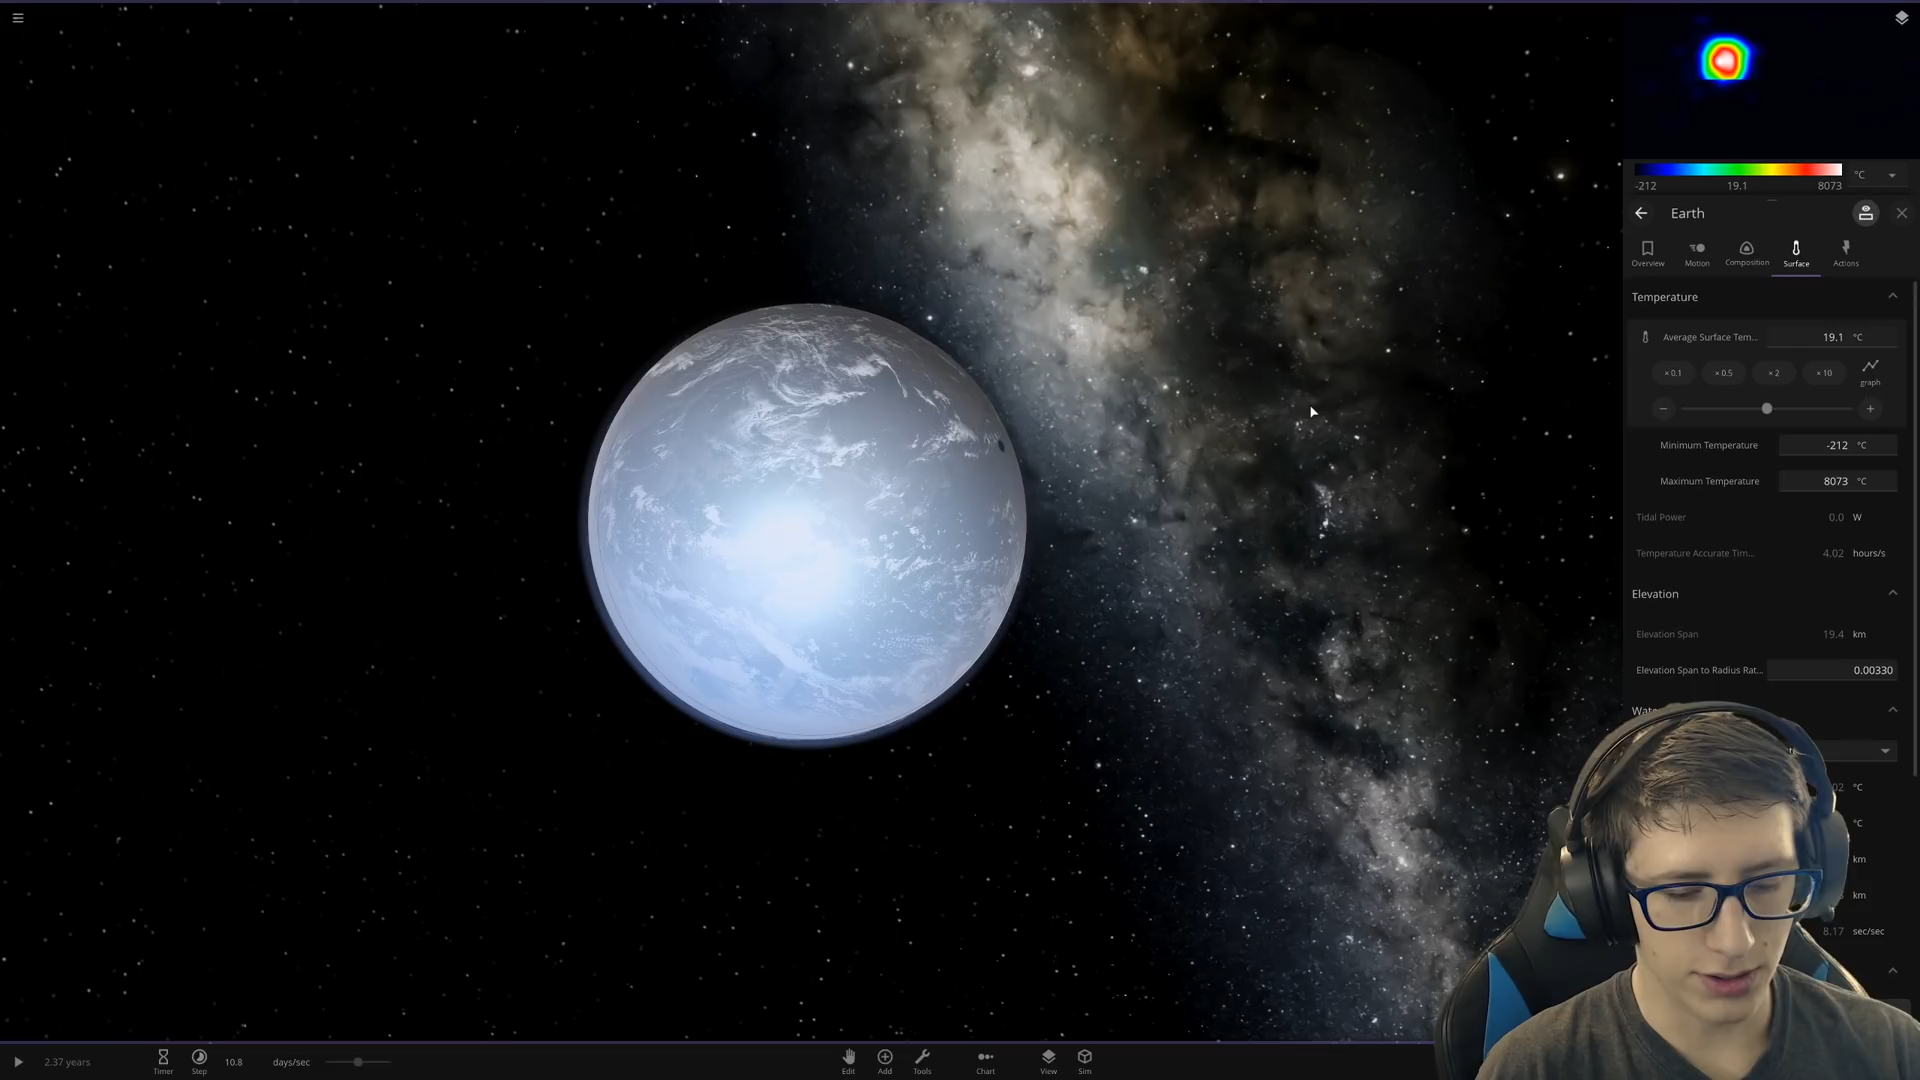 °C
-212 19.1 8073
Earth
Overview Motion Composition Surface Actions
Temperature
Average Surface Tem... 19.1 °C
× 0.1 × 0.5 × 2 × 10 graph
Minimum Temperature -212 °C
Maximum Temperature 8073 °C
Tidal Power 0.0 W
Temperature Accurate Tim... 4.02 hours/s
Elevation
Elevation Span 19.4 km
Elevation Span to Radius Rat... 0.00330
°C
°C
km
km
8.17 sec/sec
2.37 years Timer Step 10.8 days/sec Edit Add Tools Chart View Sim